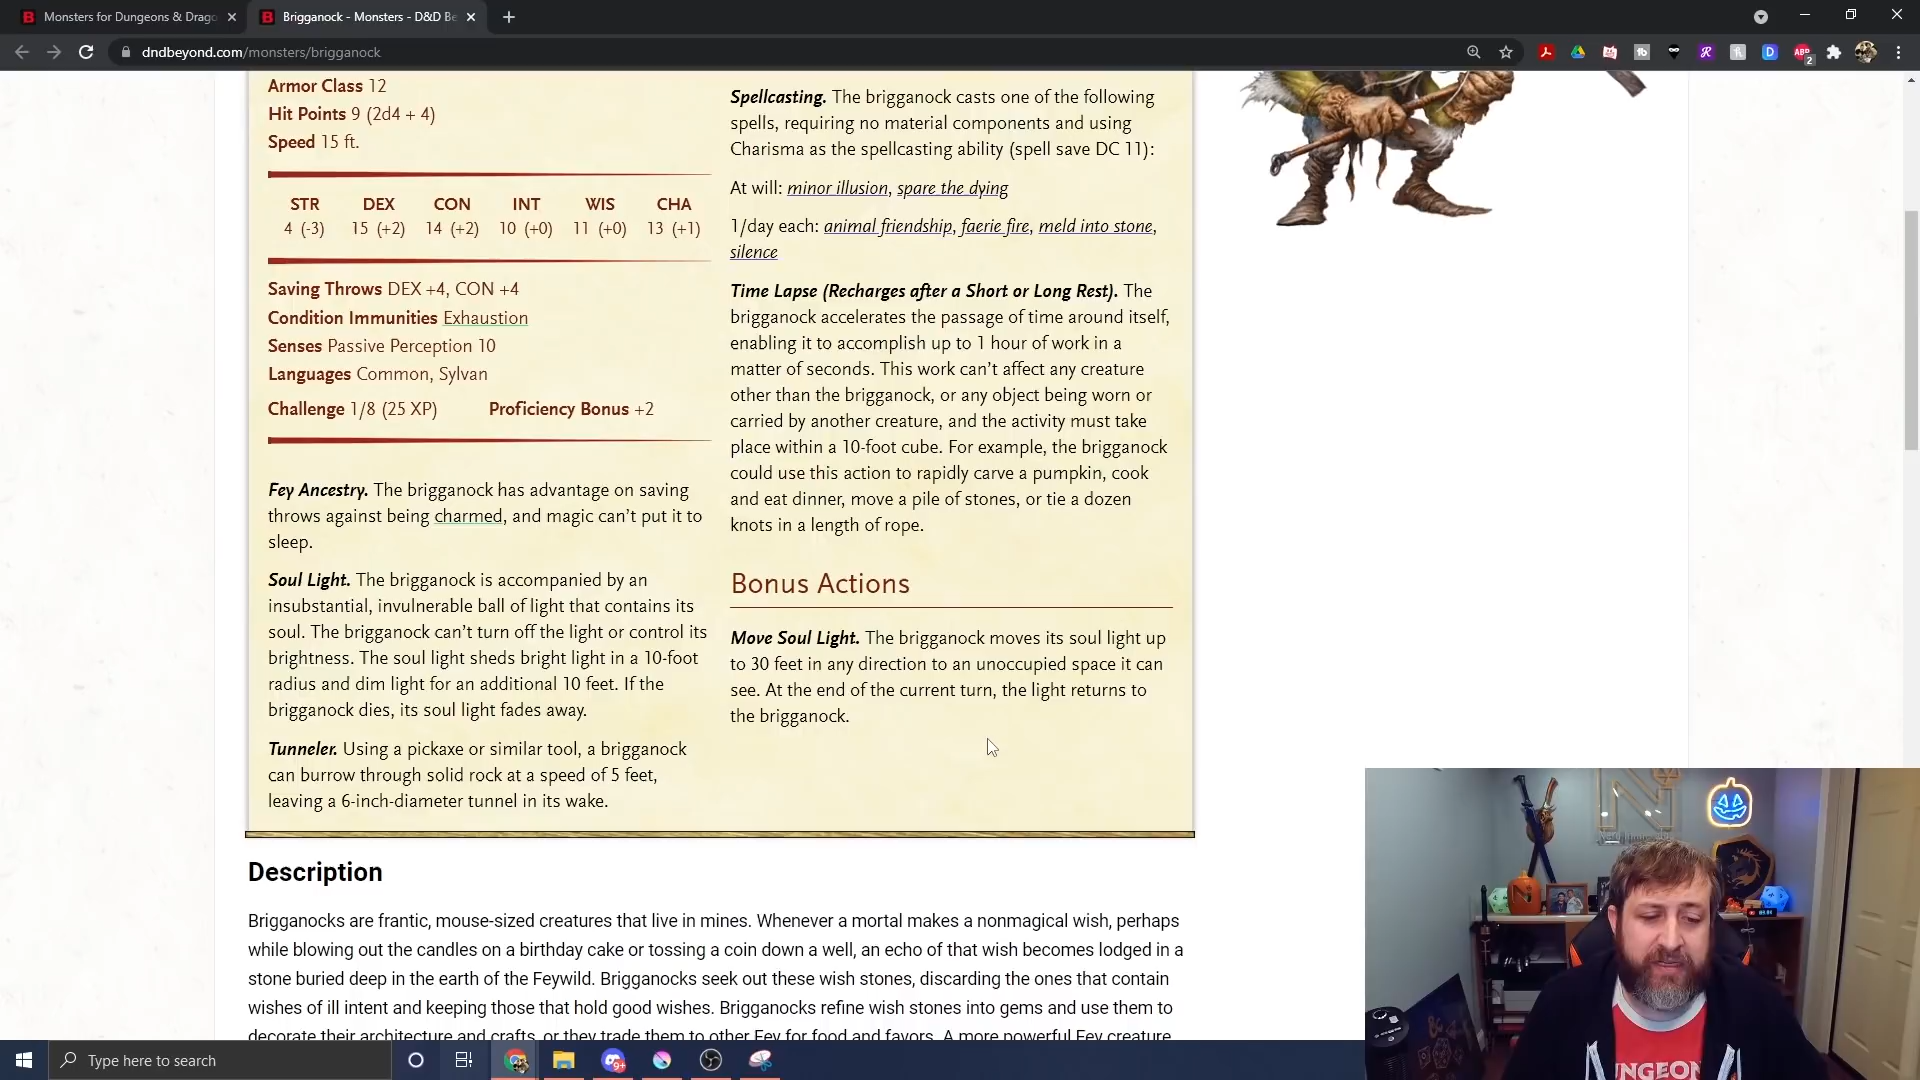 Monsters for Dungeons & Drago
Brigganock - Monsters - D&D Be
dndbeyond.com/monsters/brigganock
Armor Class 12
Hit Points 9 (2d4 + 4)
Speed 15 ft.
STR DEX CON INT WIS CHA
4 (-3) 15 (+2) 14 (+2) 10 (+0) 11 (+0) 13 (+1)
Saving Throws DEX +4, CON +4
Condition Immunities Exhaustion
Senses Passive Perception 10
Languages Common, Sylvan
Challenge 1/8 (25 XP) Proficiency Bonus +2
Fey Ancestry. The brigganock has advantage on saving
throws against being charmed, and magic can't put it to
sleep.
Soul Light. The brigganock is accompanied by an
insubstantial, invulnerable ball of light that contains its
soul. The brigganock can't turn off the light or control its
brightness. The soul light sheds bright light in a 10-foot
radius and dim light for an additional 10 feet. If the
brigganock dies, its soul light fades away.
Tunneler. Using a pickaxe or similar tool, a brigganock
can burrow through solid rock at a speed of 5 feet,
leaving a 6-inch-diameter tunnel in its wake.
Spellcasting. The brigganock casts one of the following
spells, requiring no material components and using
Charisma as the spellcasting ability (spell save DC 11):
At will: minor illusion, spare the dying
1/day each: animal friendship, faerie fire, meld into stone,
silence
Time Lapse (Recharges after a Short or Long Rest). The
brigganock accelerates the passage of time around itself,
enabling it to accomplish up to 1 hour of work in a
matter of seconds. This work can't affect any creature
other than the brigganock, or any object being worn or
carried by another creature, and the activity must take
place within a 10-foot cube. For example, the brigganock
could use this action to rapidly carve a pumpkin, cook
and eat dinner, move a pile of stones, or tie a dozen
knots in a length of rope.
Bonus Actions
Move Soul Light. The brigganock moves its soul light up
to 30 feet in any direction to an unoccupied space it can
see. At the end of the current turn, the light returns to
the brigganock.
Description
Brigganocks are frantic, mouse-sized creatures that live in mines. Whenever a mortal makes a nonmagical wish, perhaps
while blowing out the candles on a birthday cake or tossing a coin down a well, an echo of that wish becomes lodged in a
stone buried deep in the earth of the Feywild. Brigganocks seek out these wish stones, discarding the ones that contain
wishes of ill intent and keeping those that hold good wishes. Brigganocks refine wish stones into gems and use them to
decorate their architecture and crafts, or they trade them to other Fey for food and favors. A more powerful Fey creature
Type here to search
UNGEON